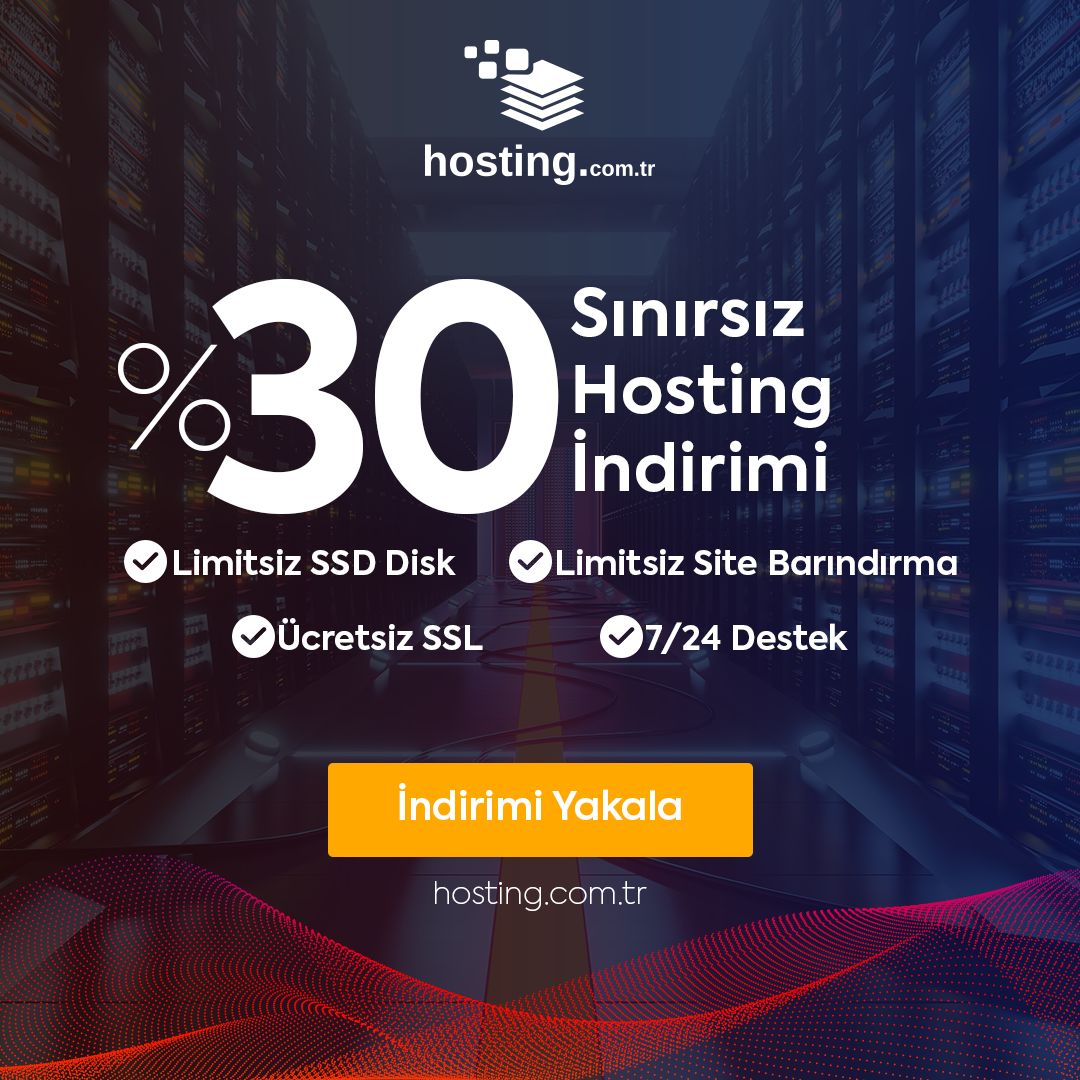 hosting.com.tr
%30
Sınırsız
Hosting
İndirimi
Limitsiz SSD Disk
Limitsiz Site Barındırma
Ücretsiz SSL
7/24 Destek
İndirimi Yakala
hosting.com.tr